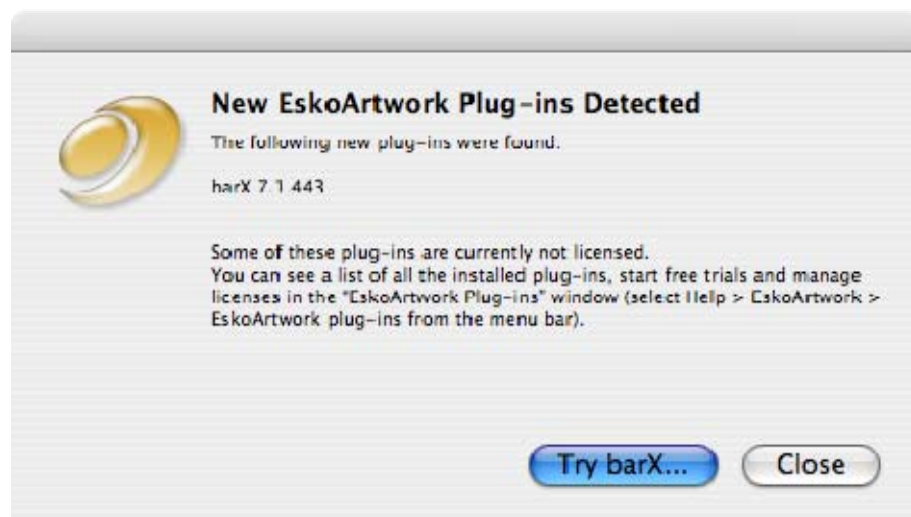 New EskoArtwork Plug-ins Detected
The following new plug-ins were found.
barX 7.1.443
Some of these plug-ins are currently not licensed.
You can see a list of all the installed plug-ins, start free trials and manage
licenses in the "EskoArtwork Plug-ins" window (select Help > EskoArtwork >
EskoArtwork plug-ins from the menu bar).
Try barX...
Close